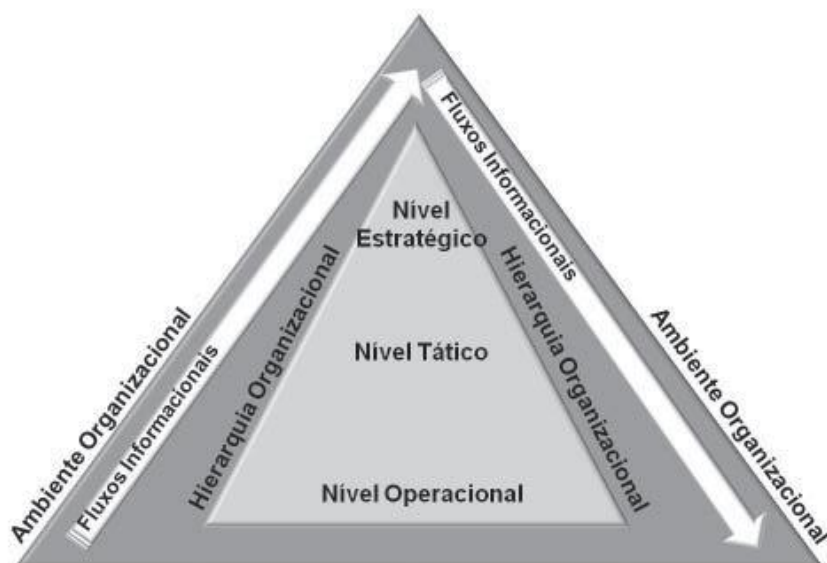 Ambiente Organizacional
Fluxos Informacionais
Hierarquia Organizacional
Nível
Estratégico
Nível Tático
Nível Operacional
Hierarquia Organizacional
Fluxos Informacionais
Ambiente Organizacional